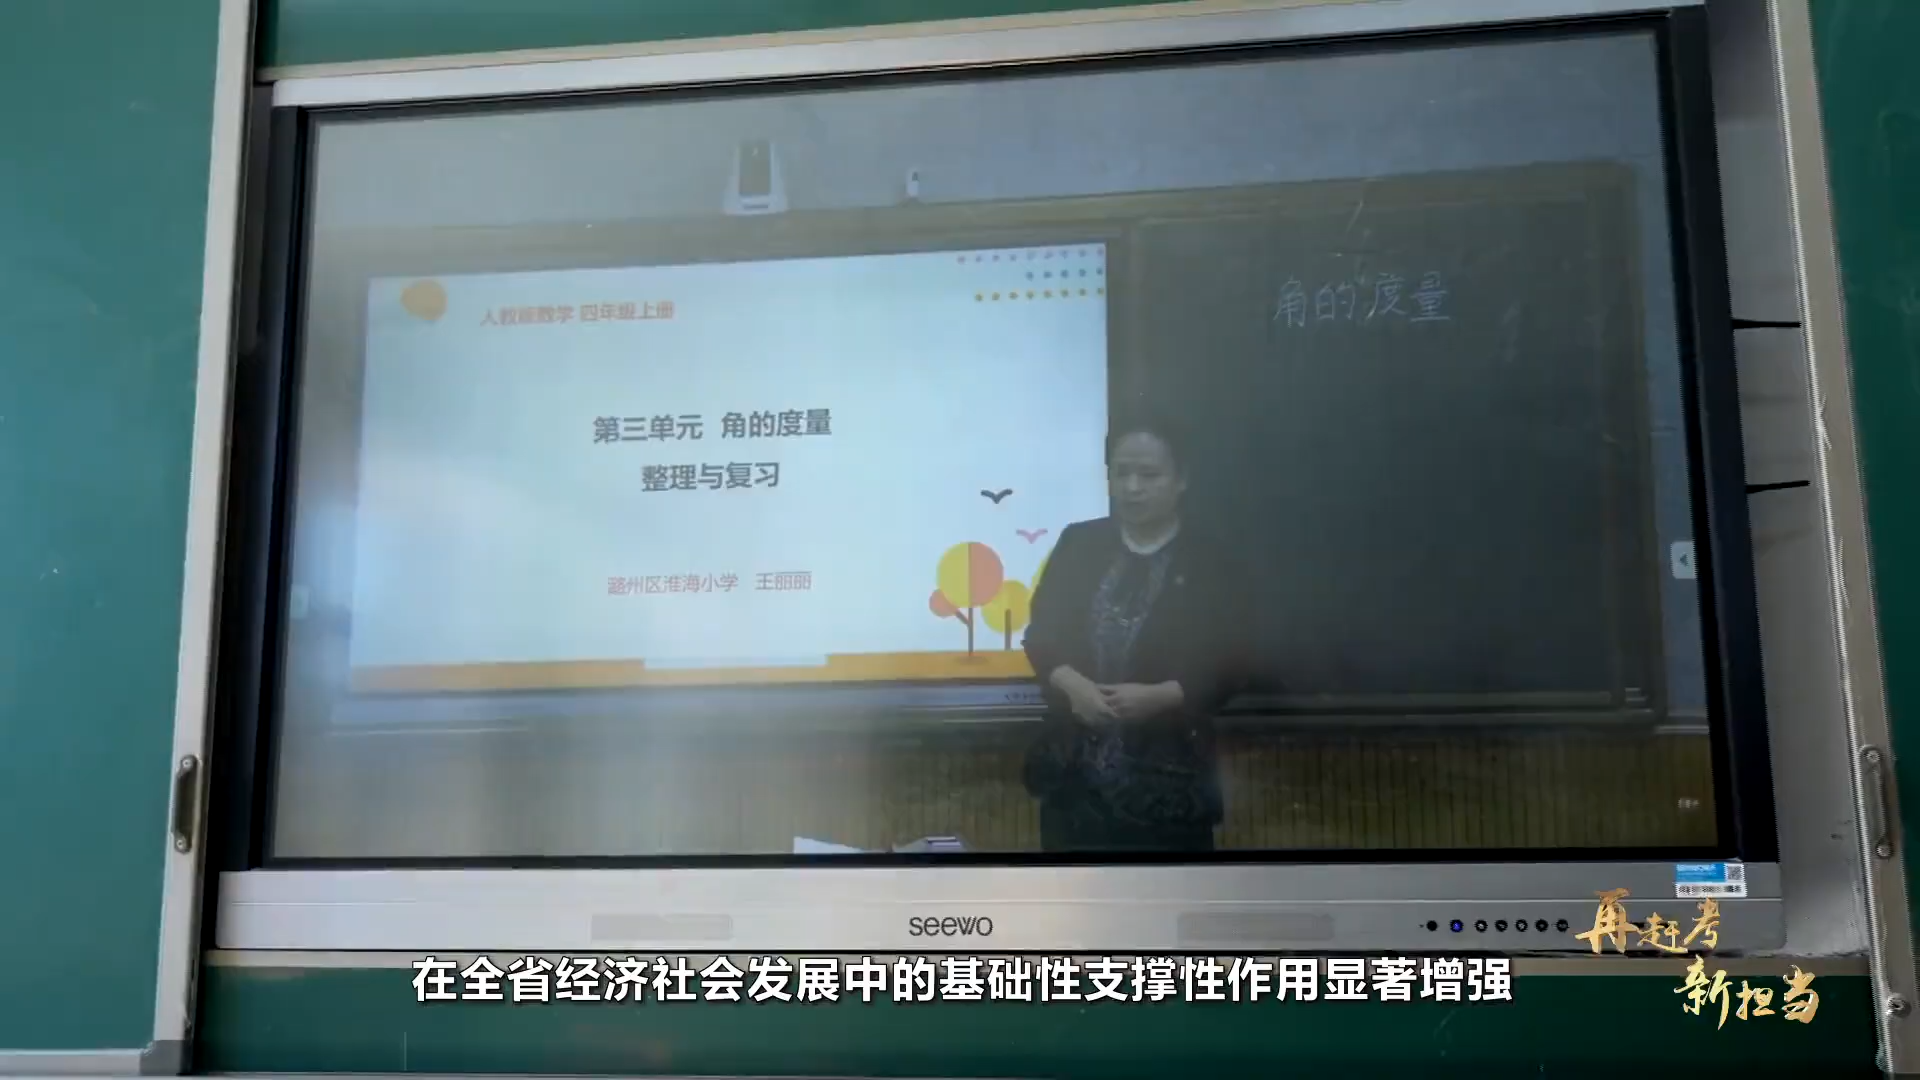 人教版数学 四年级上册
角的度量
第三单元 角的度量
整理与复习
潞州区淮海小学 王丽丽
seewo
再赶考
新担当
在全省经济社会发展中的基础性支撑性作用显著增强